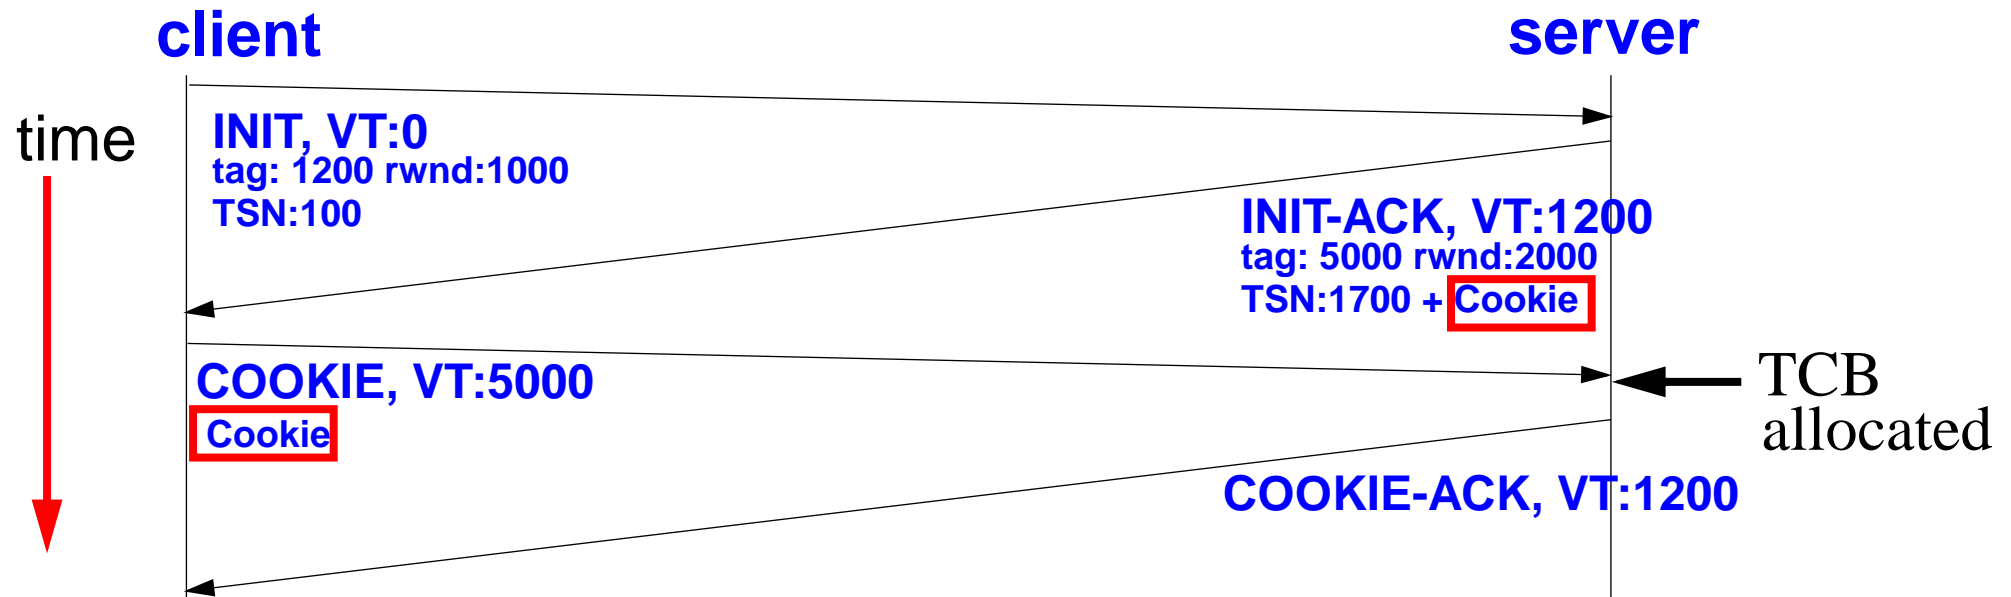 client
server
time
INIT, VT:0
tag: 1200 rwnd:1000
TSN:100
INIT-ACK, VT:1200
tag: 5000 rwnd:2000
TSN:1700 + Cookie
COOKIE, VT:5000
Cookie
TCB
allocated
COOKIE-ACK, VT:1200